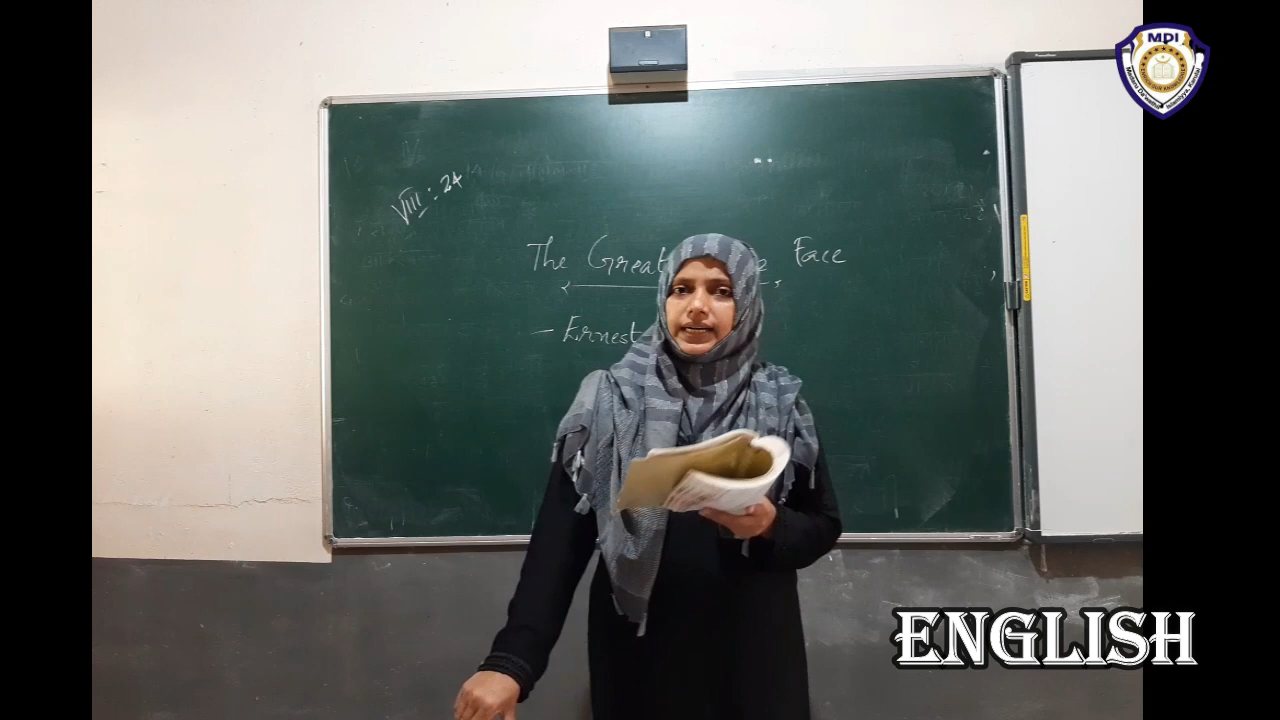 MPI
VIII : 24
The Great Face
- Ernest
ENGLISH